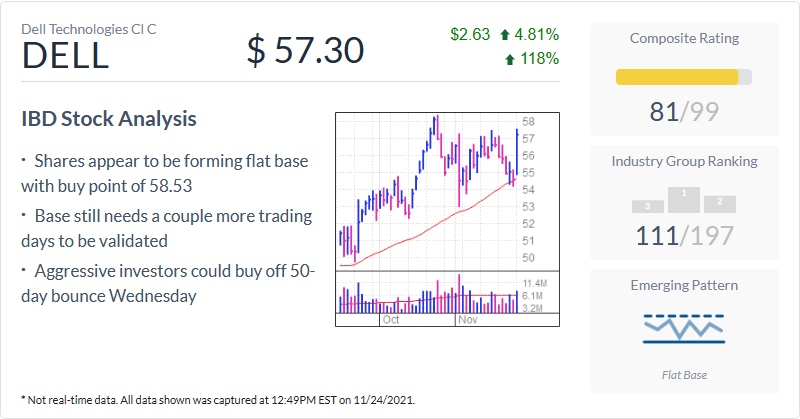 Dell Technologies Cl C
DELL
$ 57.30
$2.63 4.81%
118%
IBD Stock Analysis
· Shares appear to be forming flat base
with buy point of 58.53
· Base still needs a couple more trading
days to be validated
· Aggressive investors could buy off 50-
day bounce Wednesday
58
57
56
55
54
53
52
51
50
11.4M
6.1M
3.2M
Oct Nov
Composite Rating
81/99
Industry Group Ranking
3 1 2
111/197
Emerging Pattern
Flat Base
* Not real-time data. All data shown was captured at 12:49PM EST on 11/24/2021.